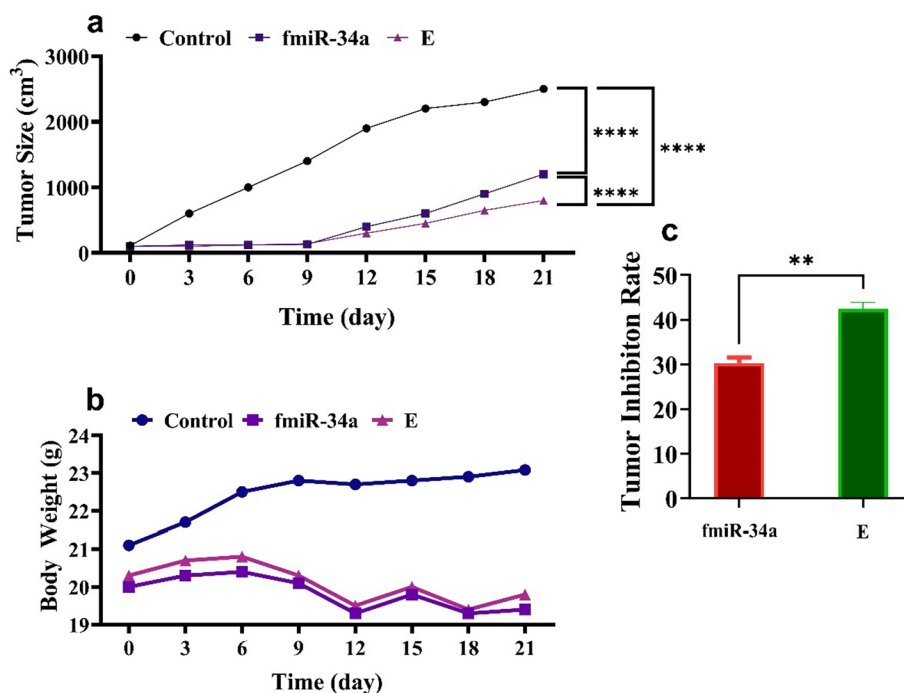 a
Control fmiR-34a E
Tumor Size (cm³)
3000
2000
1000
0
0 3 6 9 12 15 18 21
Time (day)
****
****
****
b
Control fmiR-34a E
Body Weight (g)
24
23
22
21
20
19
0 3 6 9 12 15 18 21
Time (day)
c
**
Tumor Inhibiton Rate
50
40
30
20
10
0
fmiR-34a E